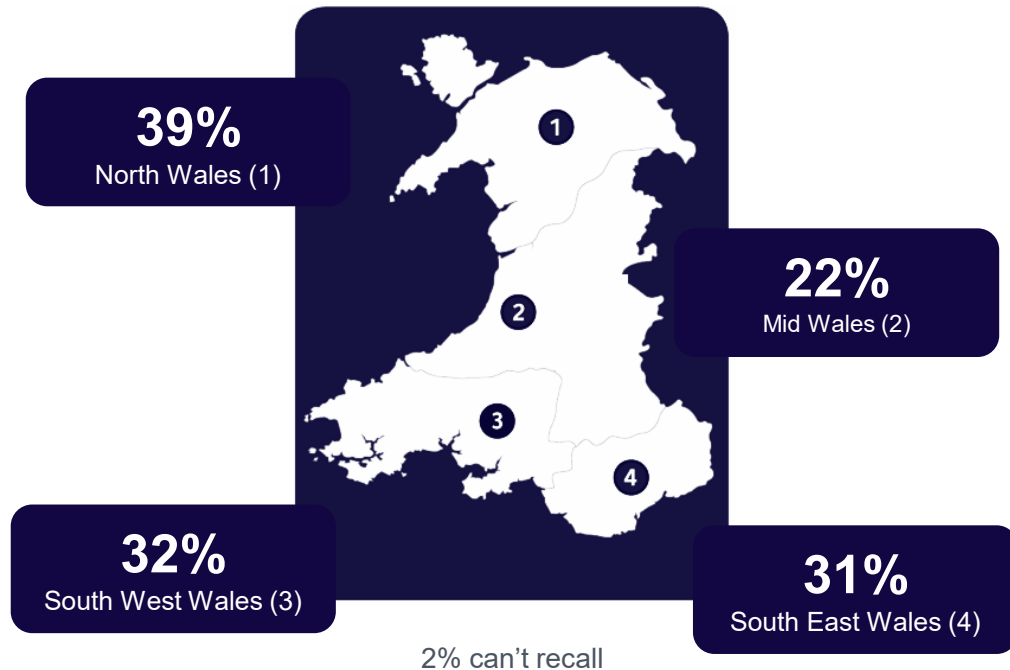 39%
North Wales (1)
1
22%
Mid Wales (2)
2
3
4
32%
South West Wales (3)
31%
South East Wales (4)
2% can’t recall